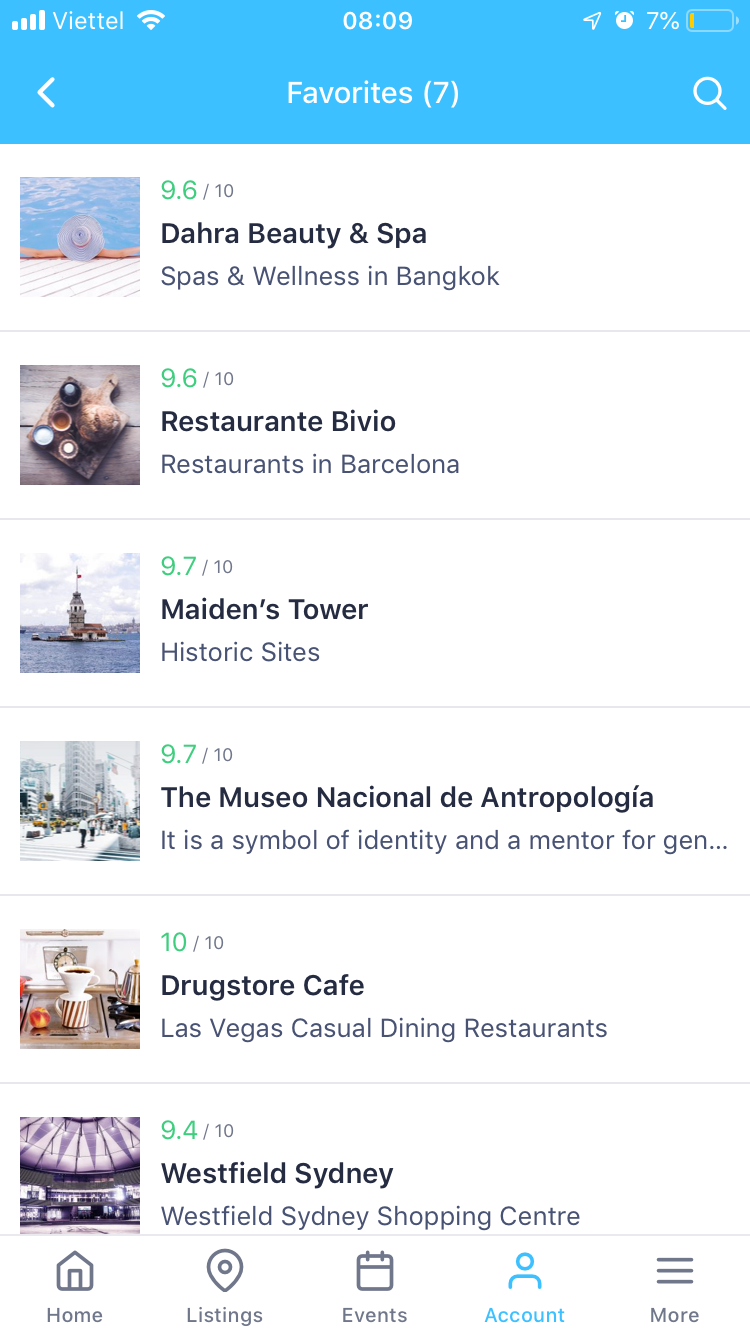 Viettel 08:09 7%
Favorites (7)
9.6 / 10
Dahra Beauty & Spa
Spas & Wellness in Bangkok
9.6 / 10
Restaurante Bivio
Restaurants in Barcelona
9.7 / 10
Maiden’s Tower
Historic Sites
9.7 / 10
The Museo Nacional de Antropología
It is a symbol of identity and a mentor for gen...
10 / 10
Drugstore Cafe
Las Vegas Casual Dining Restaurants
9.4 / 10
Westfield Sydney
Westfield Sydney Shopping Centre
Home Listings Events Account More